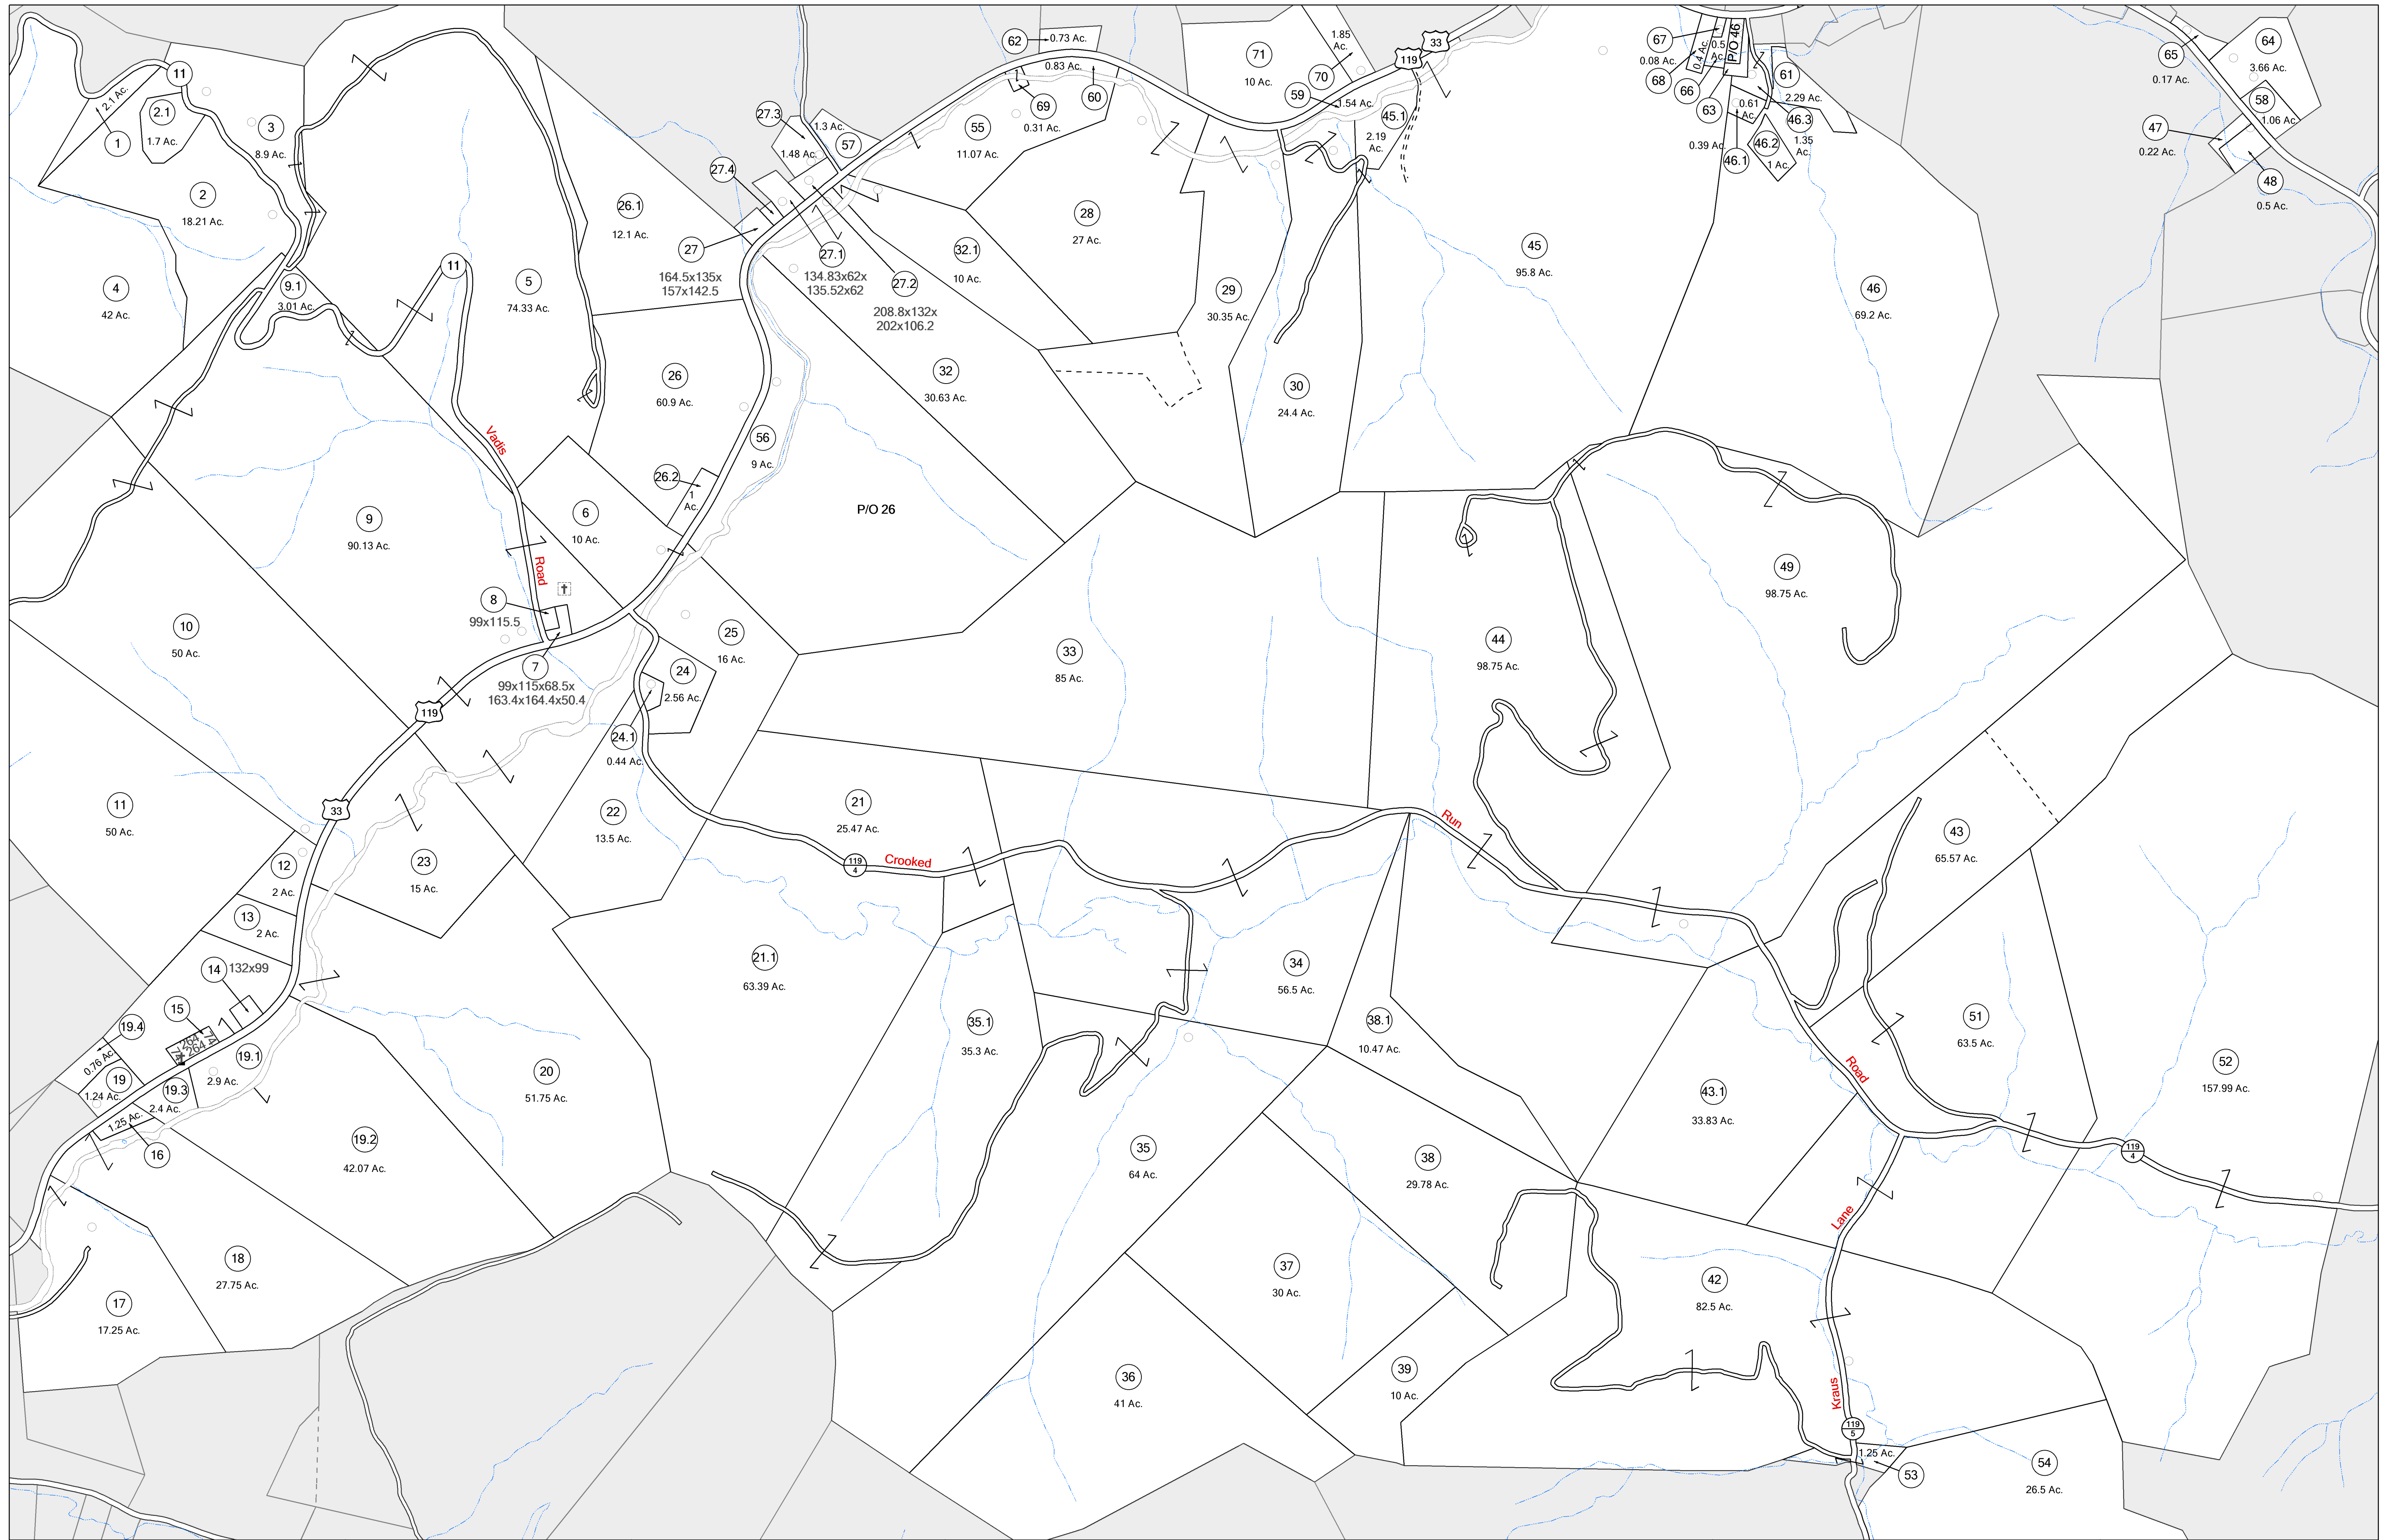 62
0.73 Ac.
0.83 Ac.
60
69
0.31 Ac.
71
10 Ac.
1.85
Ac.
70
119
33
59
1.54 Ac.
45.1
2.19
Ac.
67
0.08 Ac.
68
0.5
Ac.
P/O 46
66
63
61
2.29 Ac.
0.61
Ac.
46.3
1.35
Ac.
46.2
1 Ac.
0.39 Ac.
46.1
65
0.17 Ac.
64
3.66 Ac.
58
1.06 Ac.
47
0.22 Ac.
48
0.5 Ac.
11
2.1 Ac.
1
2.1
1.7 Ac.
3
8.9 Ac.
2
18.21 Ac.
4
42 Ac.
9.1
3.01 Ac.
11
5
74.33 Ac.
26.1
12.1 Ac.
27.3
1.48 Ac.
1.3 Ac.
57
27.4
27
164.5x135x
157x142.5
27.1
134.83x62x
135.52x62
27.2
208.8x132x
202x106.2
55
11.07 Ac.
32.1
10 Ac.
28
27 Ac.
29
30.35 Ac.
30
24.4 Ac.
45
95.8 Ac.
46
69.2 Ac.
26
60.9 Ac.
32
30.63 Ac.
56
9 Ac.
26.2
1
Ac.
Vadis
Road
6
10 Ac.
P/O 26
9
90.13 Ac.
8
99x115.5
7
99x115x68.5x
163.4x164.4x50.4
10
50 Ac.
25
16 Ac.
24
2.56 Ac.
24.1
0.44 Ac.
33
85 Ac.
44
98.75 Ac.
49
98.75 Ac.
119
33
11
50 Ac.
12
2 Ac.
13
2 Ac.
23
15 Ac.
22
13.5 Ac.
21
25.47 Ac.
119
4
Crooked
Run
43
65.57 Ac.
14
132x99
15
264
264
19.4
0.76 Ac.
19
1.24 Ac.
19.3
2.4 Ac.
19.1
2.9 Ac.
1.25 Ac.
16
20
51.75 Ac.
21.1
63.39 Ac.
35.1
35.3 Ac.
34
56.5 Ac.
38.1
10.47 Ac.
43.1
33.83 Ac.
Road
51
63.5 Ac.
52
157.99 Ac.
119
4
19.2
42.07 Ac.
35
64 Ac.
38
29.78 Ac.
Lane
18
27.75 Ac.
17
17.25 Ac.
37
30 Ac.
42
82.5 Ac.
36
41 Ac.
39
10 Ac.
Kraus
119
5
1.25 Ac.
53
54
26.5 Ac.